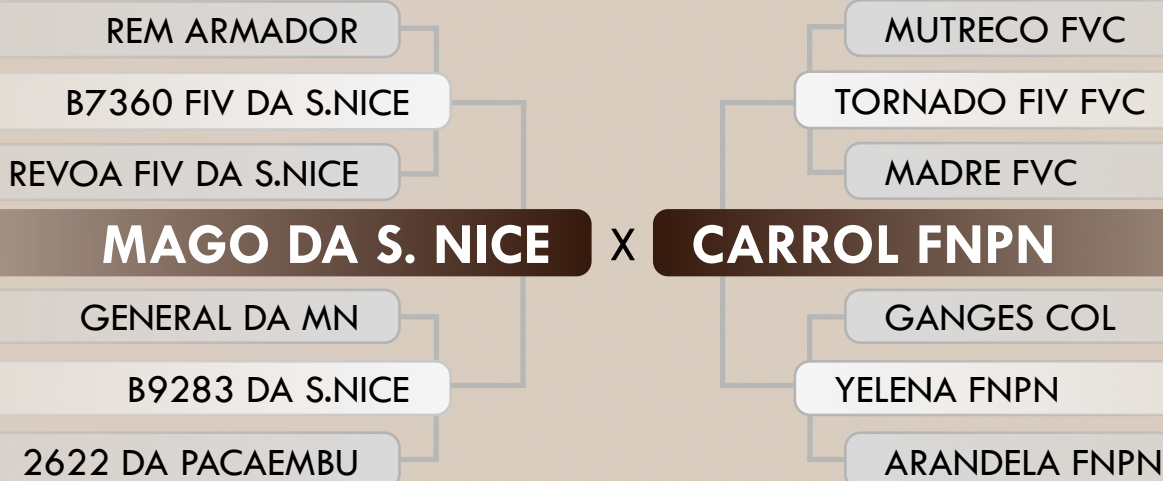 REM ARMADOR
B7360 FIV DA S.NICE
REVOA FIV DA S.NICE
MAGO DA S. NICE X CARROL FNPN
GENERAL DA MN
B9283 DA S.NICE
2622 DA PACAEMBU
MUTRECO FVC
TORNADO FIV FVC
MADRE FVC
GANGES COL
YELENA FNPN
ARANDELA FNPN